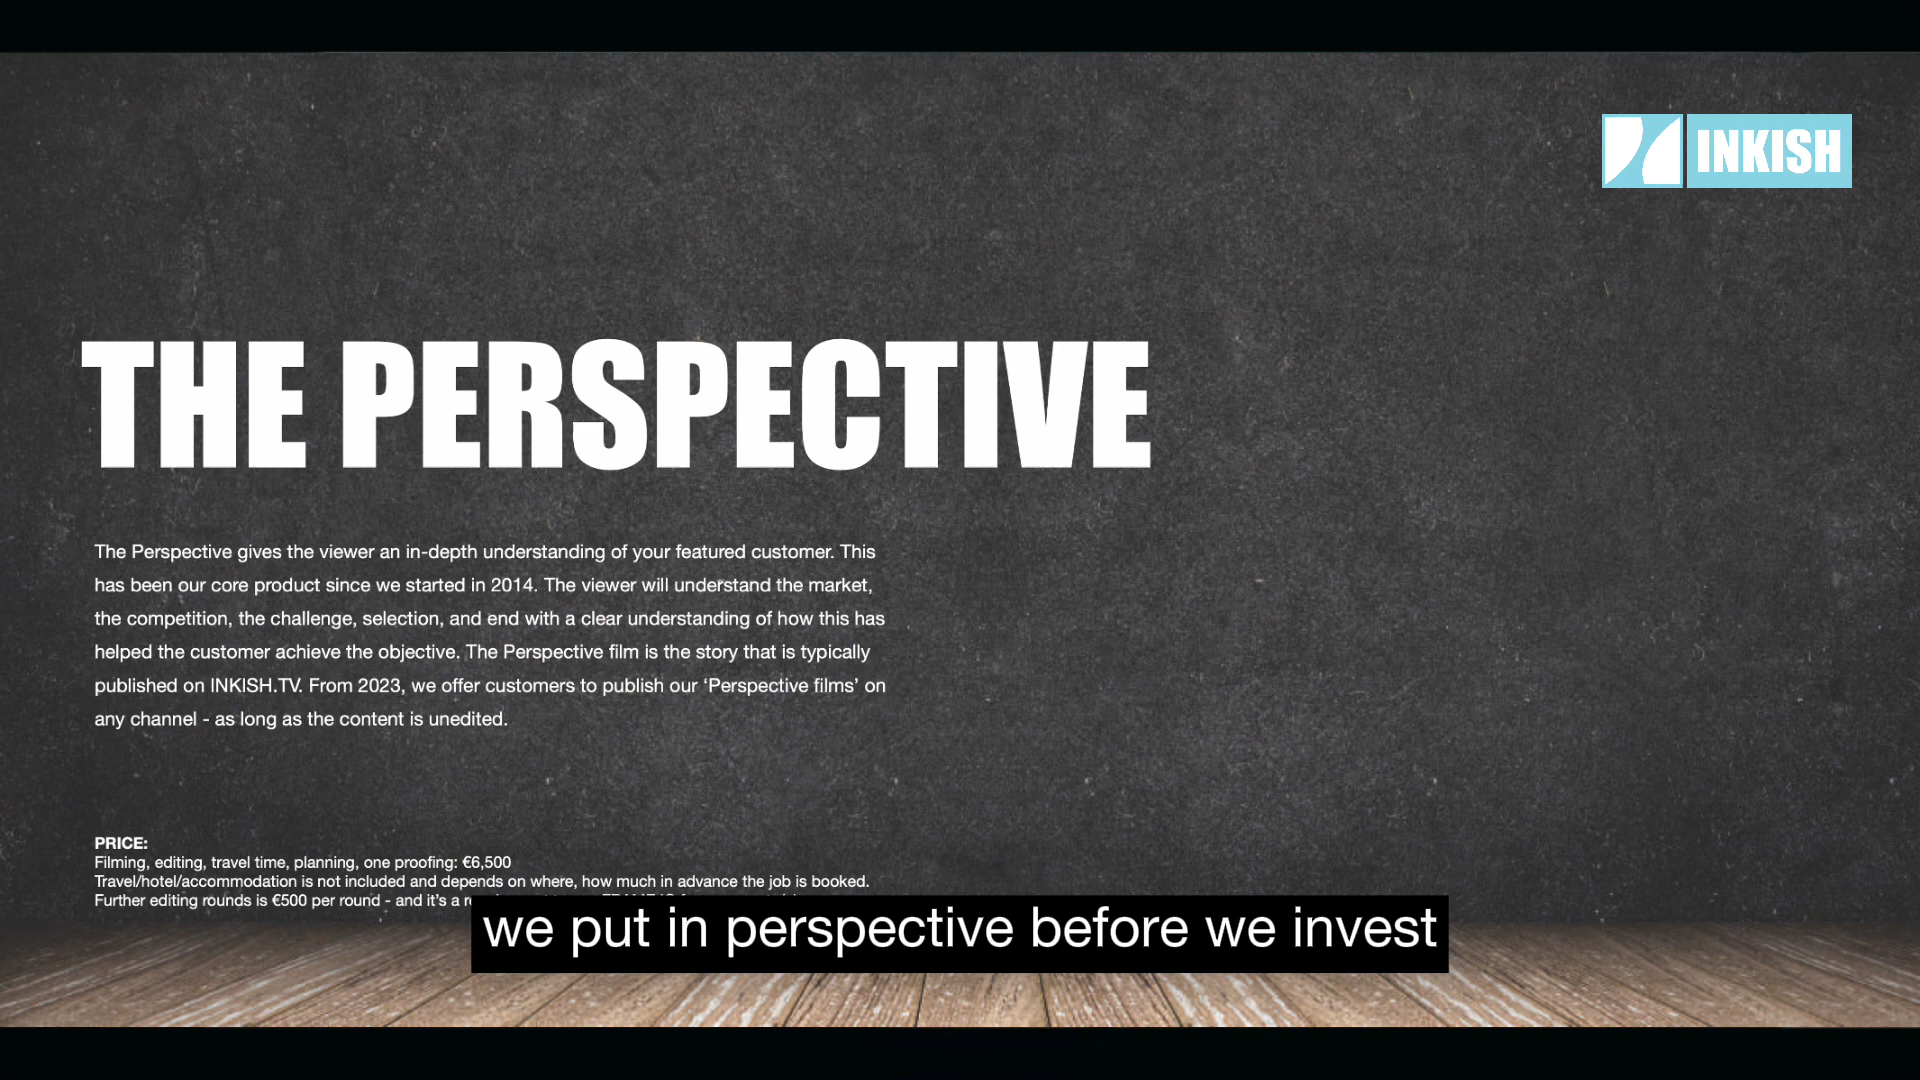 INKISH
THE PERSPECTIVE
The Perspective gives the viewer an in-depth understanding of your featured customer. This
has been our core product since we started in 2014. The viewer will understand the market,
the competition, the challenge, selection, and end with a clear understanding of how this has
helped the customer achieve the objective. The Perspective film is the story that is typically
published on INKISH.TV. From 2023, we offer customers to publish our ‘Perspective films’ on
any channel - as long as the content is unedited.
PRICE:
Filming, editing, travel time, planning, one proofing: €6,500
Travel/hotel/accommodation is not included and depends on where, how much in advance the job is booked.
Further editing rounds is €500 per round - and it’s a
we put in perspective before we invest